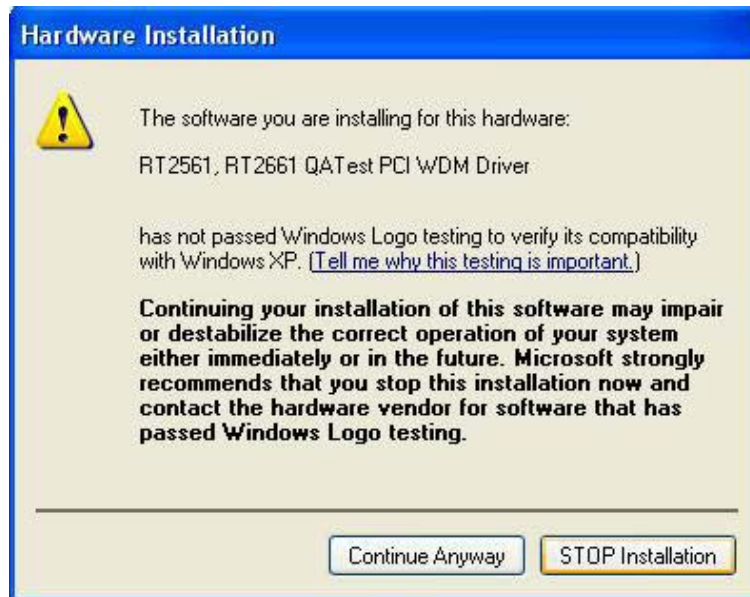 Hardware Installation
The software you are installing for this hardware:
RT2561, RT2661 QATest PCI WDM Driver
has not passed Windows Logo testing to verify its compatibility
with Windows XP. (Tell me why this testing is important.)
Continuing your installation of this software may impair
or destabilize the correct operation of your system
either immediately or in the future. Microsoft strongly
recommends that you stop this installation now and
contact the hardware vendor for software that has
passed Windows Logo testing.
Continue Anyway
STOP Installation